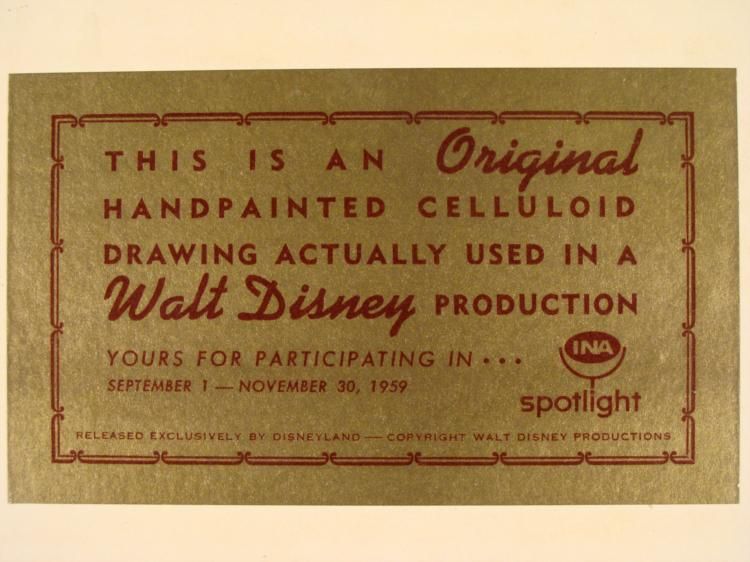 THIS IS AN Original
HANDPAINTED CELLULOID
DRAWING ACTUALLY USED IN A
Walt Disney PRODUCTION
YOURS FOR PARTICIPATING IN . . .
SEPTEMBER 1 — NOVEMBER 30, 1959
INA
spotlight
RELEASED EXCLUSIVELY BY DISNEYLAND — COPYRIGHT WALT DISNEY PRODUCTIONS